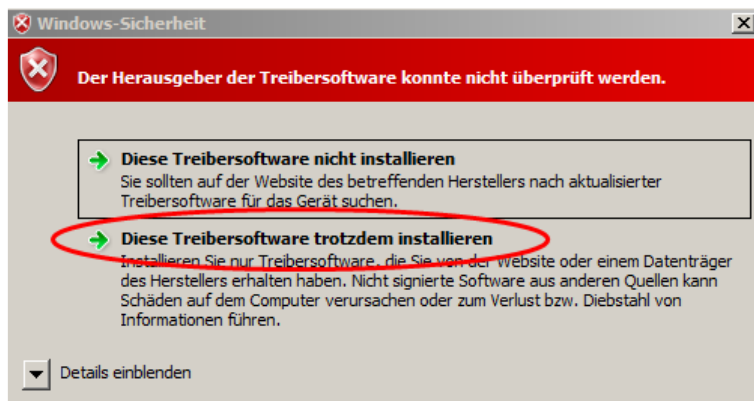 Windows-Sicherheit
Der Herausgeber der Treibersoftware konnte nicht überprüft werden.
Diese Treibersoftware nicht installieren
Sie sollten auf der Website des betreffenden Herstellers nach aktualisierter
Treibersoftware für das Gerät suchen.
Diese Treibersoftware trotzdem installieren
Installieren Sie nur Treibersoftware, die Sie von der Website oder einem Datenträger
des Herstellers erhalten haben. Nicht signierte Software aus anderen Quellen kann
Schäden auf dem Computer verursachen oder zum Verlust bzw. Diebstahl von
Informationen führen.
Details einblenden